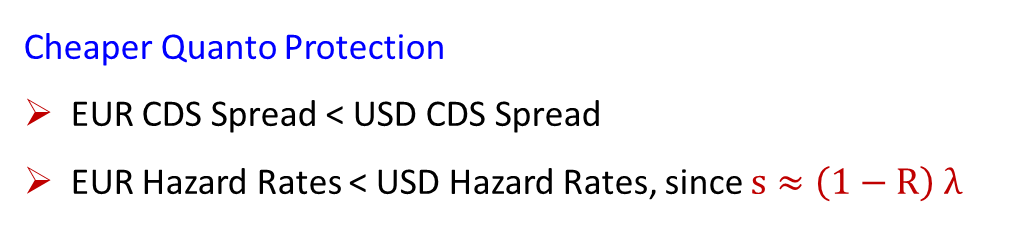 Cheaper Quanto Protection
➢ EUR CDS Spread < USD CDS Spread
➢ EUR Hazard Rates < USD Hazard Rates, since s ≈ (1 − R) λ